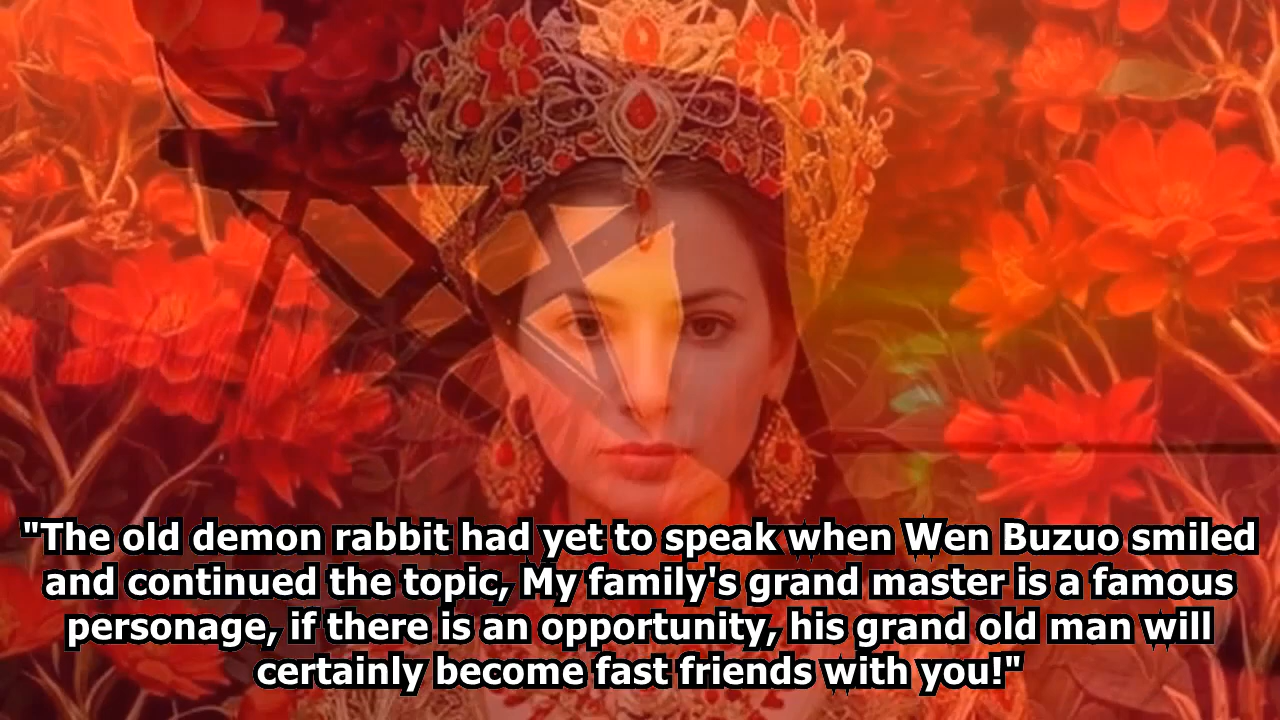 "The old demon rabbit had yet to speak when Wen Buzuo smiled
and continued the topic, My family's grand master is a famous
personage, if there is an opportunity, his grand old man will
certainly become fast friends with you!"